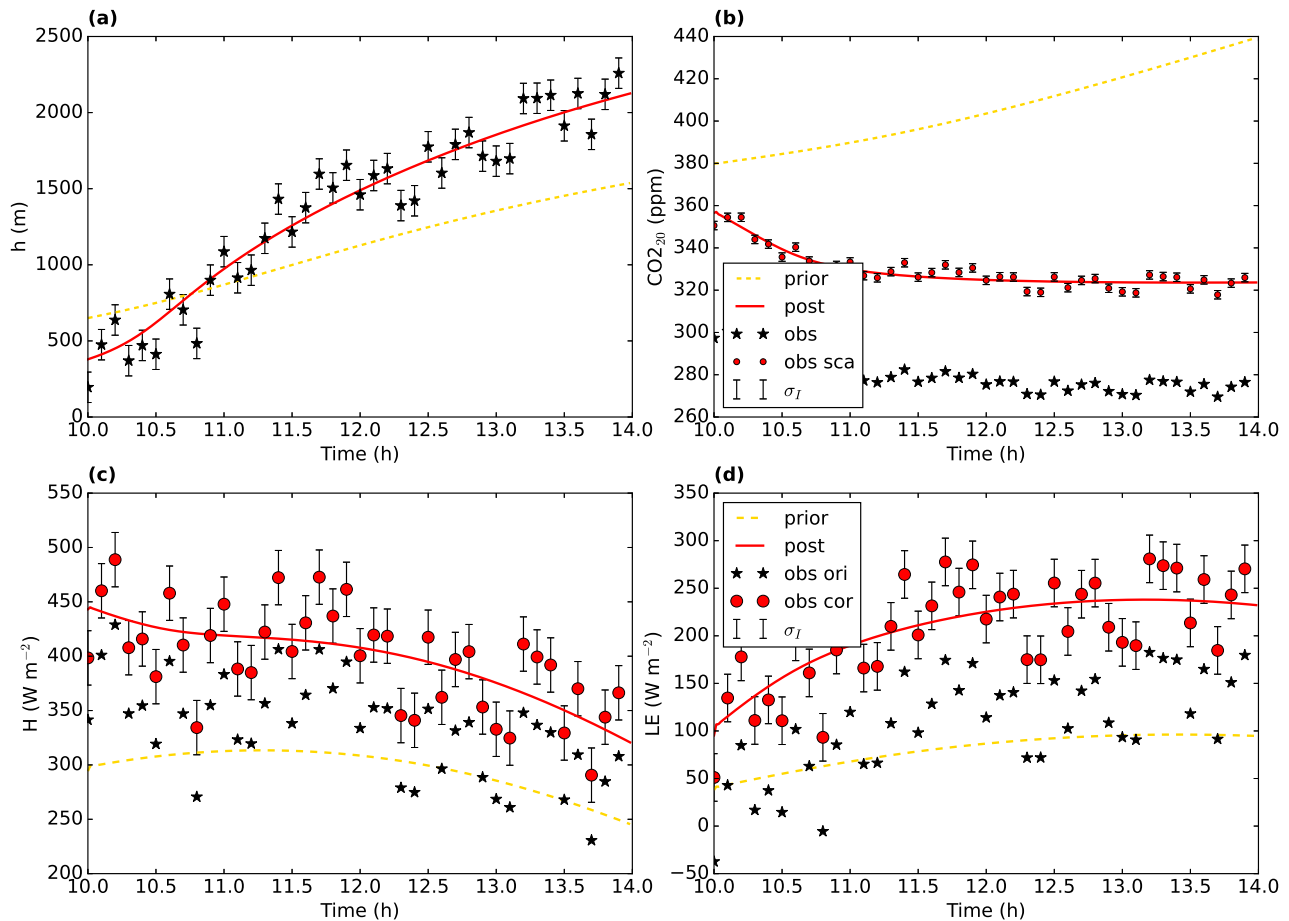 (a)
2500
2000
1500
1000
500
0
h (m)
10.0 10.5 11.0 11.5 12.0 12.5 13.0 13.5 14.0
Time (h)
(b)
440
420
400
380
360
340
320
300
280
260
CO2₂₀ (ppm)
prior
post
obs
obs sca
σ_I
10.0 10.5 11.0 11.5 12.0 12.5 13.0 13.5 14.0
Time (h)
(c)
550
500
450
400
350
300
250
200
H (W m⁻²)
10.0 10.5 11.0 11.5 12.0 12.5 13.0 13.5 14.0
Time (h)
(d)
350
300
250
200
150
100
50
0
−50
LE (W m⁻²)
prior
post
obs ori
obs cor
σ_I
10.0 10.5 11.0 11.5 12.0 12.5 13.0 13.5 14.0
Time (h)